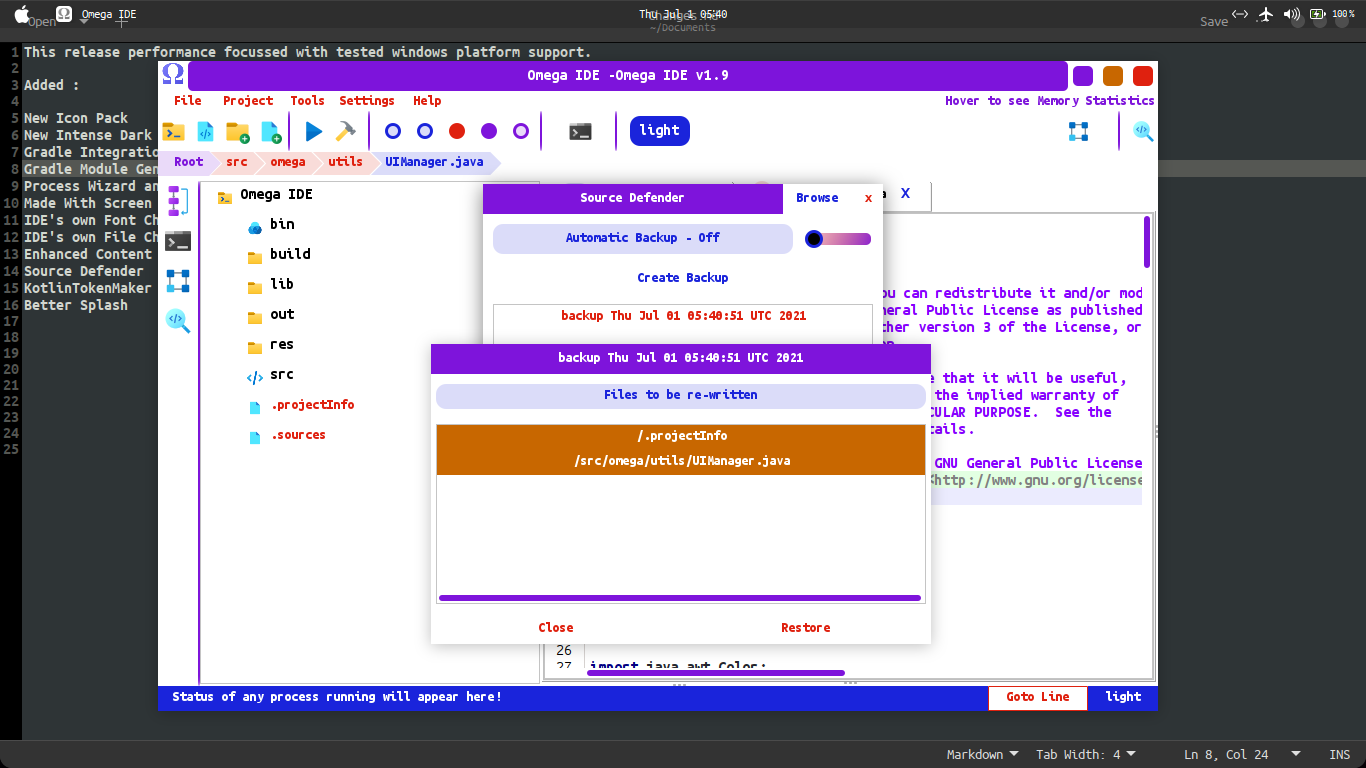 Omega IDE
Thu Jul 1 05:40
100%
Open
Changes.md
~/Documents
Save
1 This release performance focussed with tested windows platform support.
2
3 Added :
4
5 New Icon Pack
6 New Intense Dark
7 Gradle Integratio
8 Gradle Module Gen
9 Process Wizard an
10 Made With Screen
11 IDE's own Font Ch
12 IDE's own File Ch
13 Enhanced Content
14 Source Defender
15 KotlinTokenMaker
16 Better Splash
17
18
19
20
21
22
23
24
25
Omega IDE -Omega IDE v1.9
File Project Tools Settings Help
Hover to see Memory Statistics
light
Root src omega utils UIManager.java
Omega IDE
bin
build
lib
out
res
src
.projectInfo
.sources
a X
Source Defender Browse x
Automatic Backup - Off
Create Backup
backup Thu Jul 01 05:40:51 UTC 2021
ou can redistribute it and/or mod
neral Public License as published
ther version 3 of the License, or
backup Thu Jul 01 05:40:51 UTC 2021
Files to be re-written
/.projectInfo
/src/omega/utils/UIManager.java
Close Restore
e that it will be useful,
the implied warranty of
CULAR PURPOSE. See the
tails.
GNU General Public License
<http://www.gnu.org/license
26
27 import java.awt.Color;
Status of any process running will appear here!
Goto Line
light
Markdown Tab Width: 4 Ln 8, Col 24 INS